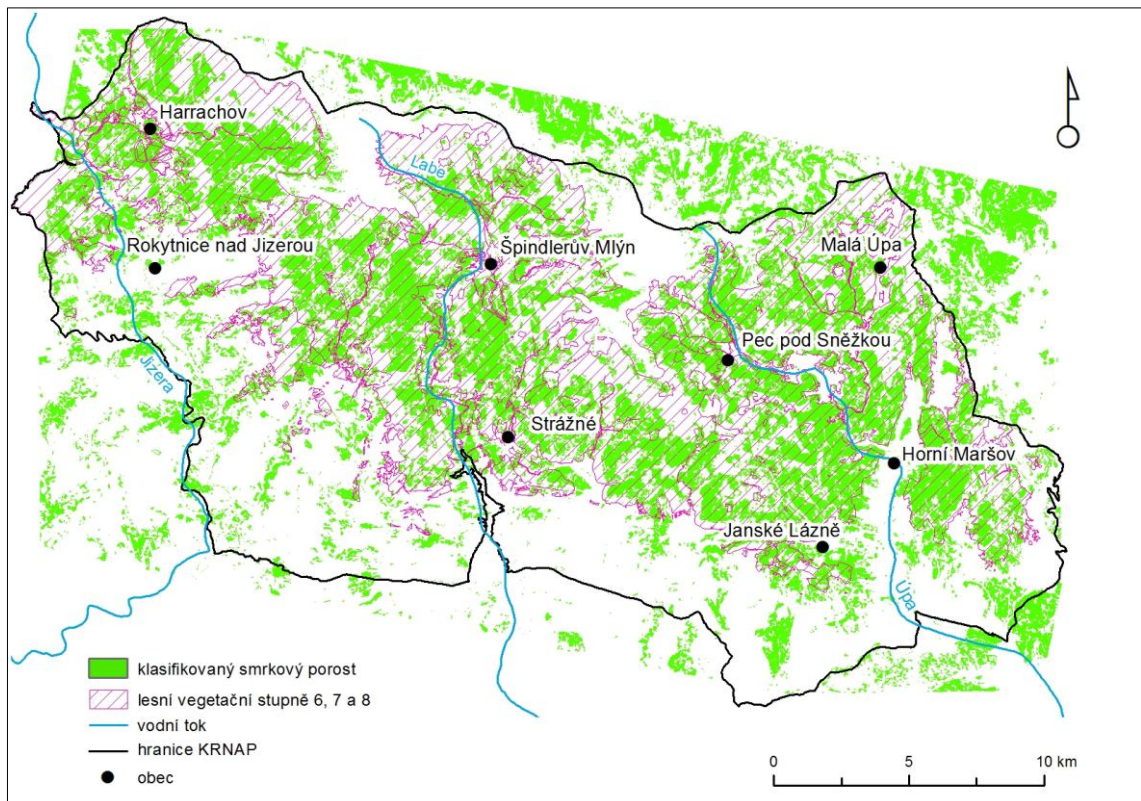 Harrachov
Labe
Rokytnice nad Jizerou
Špindlerův Mlýn
Malá Úpa
Jizera
Pec pod Sněžkou
Strážné
Horní Maršov
Janské Lázně
Úpa
klasifikovaný smrkový porost
lesní vegetační stupně 6, 7 a 8
vodní tok
hranice KRNAP
obec
0 5 10 km